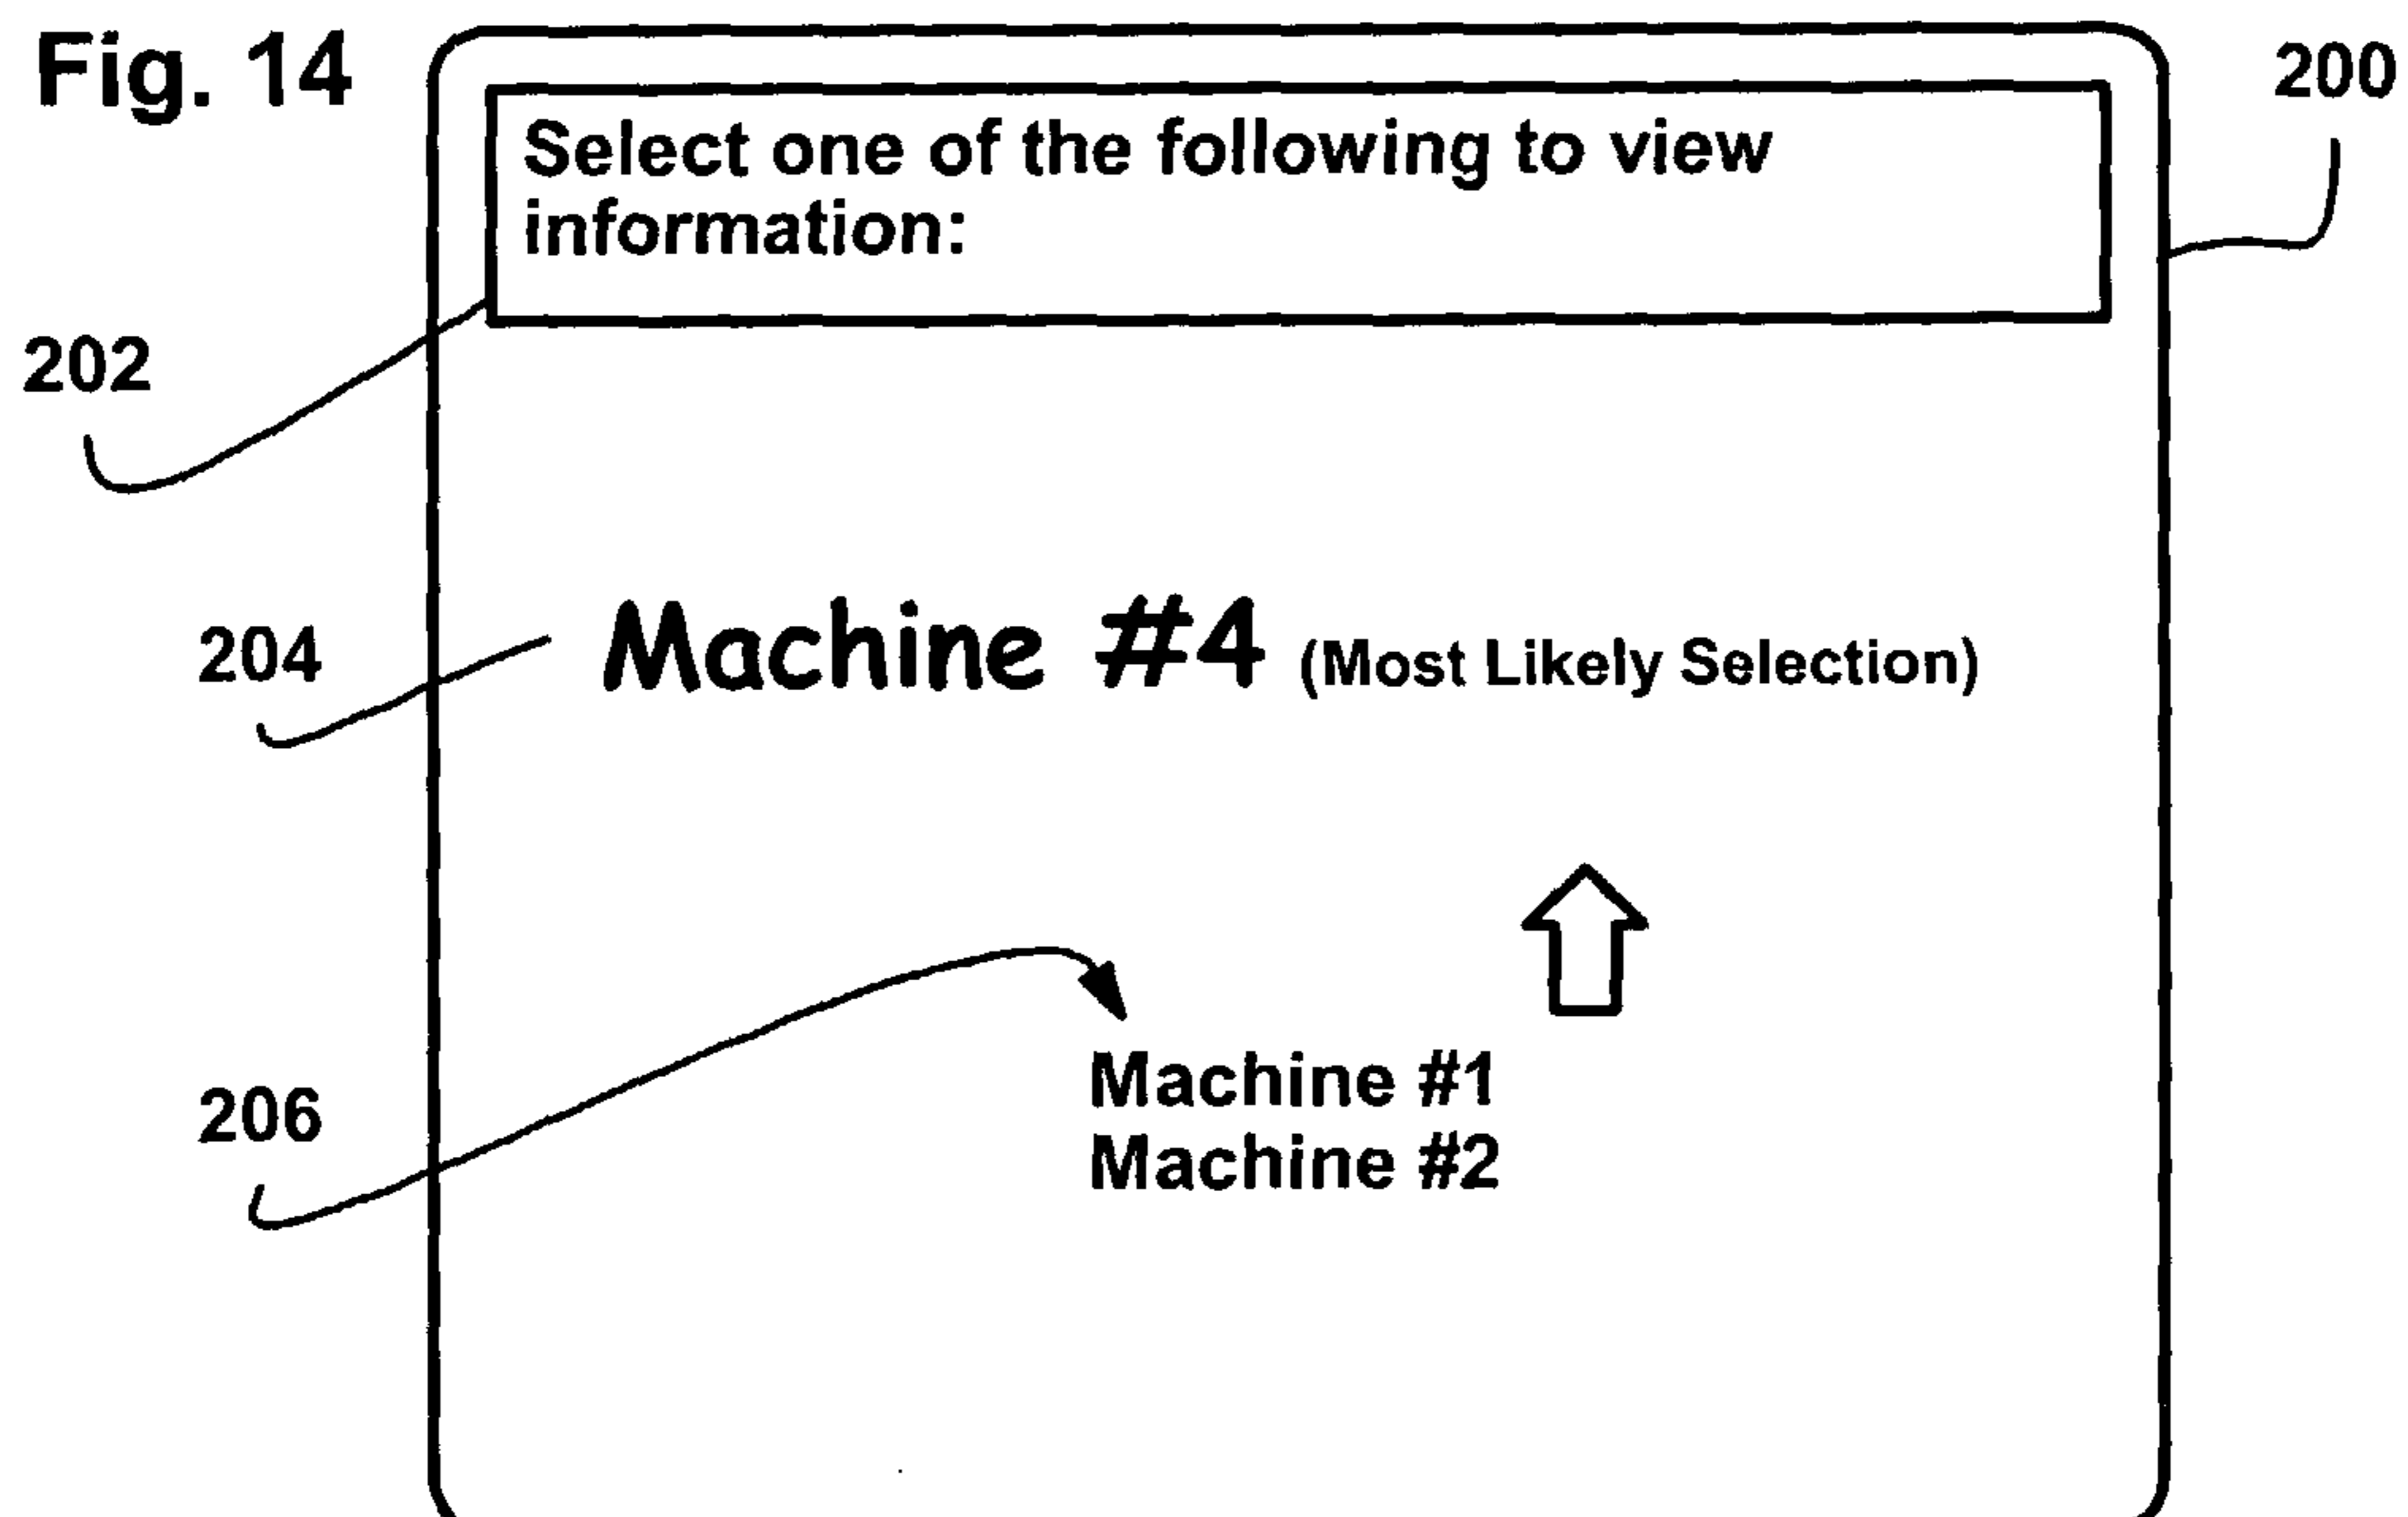 Fig. 14
200
Select one of the following to view
information:
202
204
Machine #4 (Most Likely Selection)
206
Machine #1
Machine #2